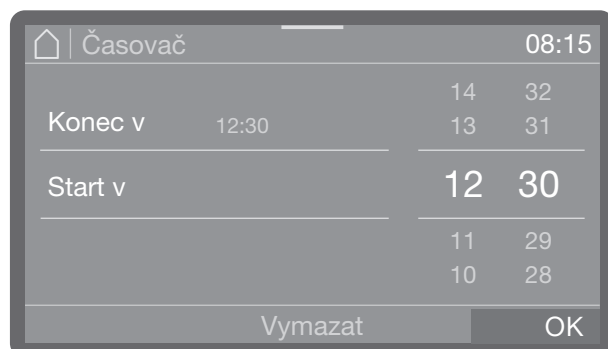 Časovač 08:15
14 32
Konec v 12:30 13 31
Start v 12 30
11 29
10 28
Vymazat OK